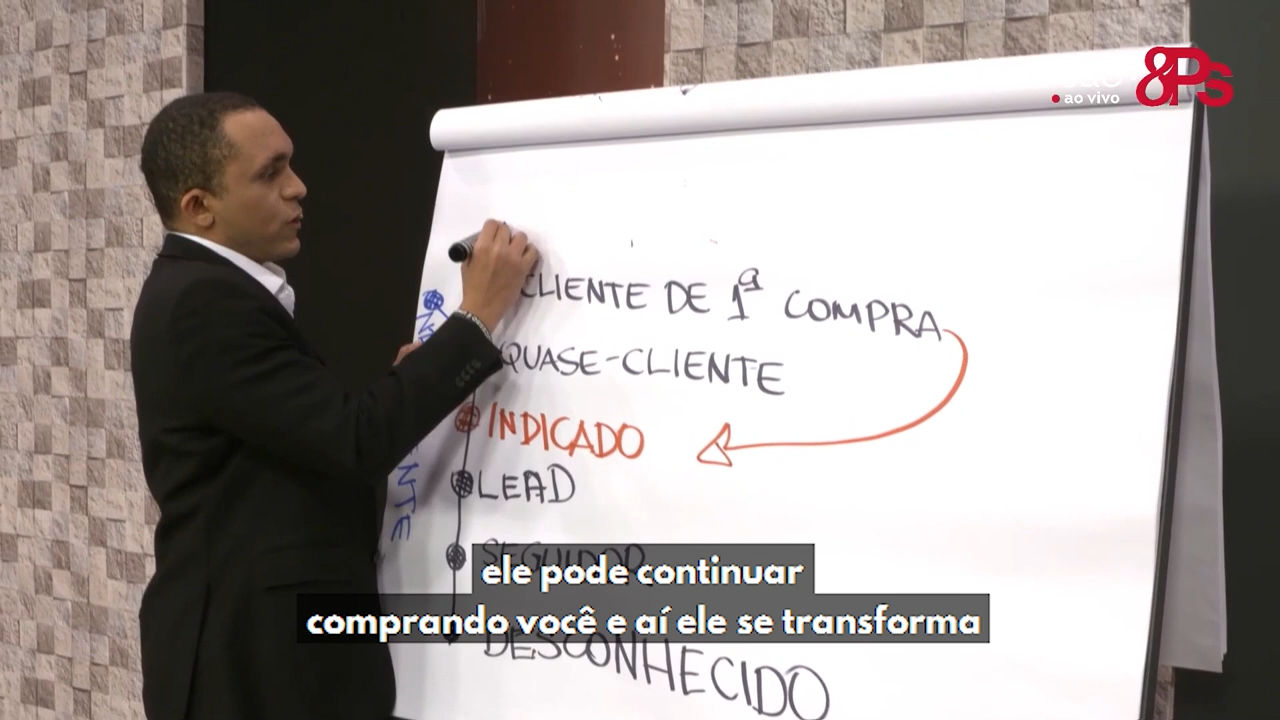 ao vivo
8Ps
CLIENTE DE 1ª COMPRA
QUASE-CLIENTE
INDICADO
LEAD
SEGUIDOR
DESCONHECIDO
ele pode continuar
comprando você e aí ele se transforma